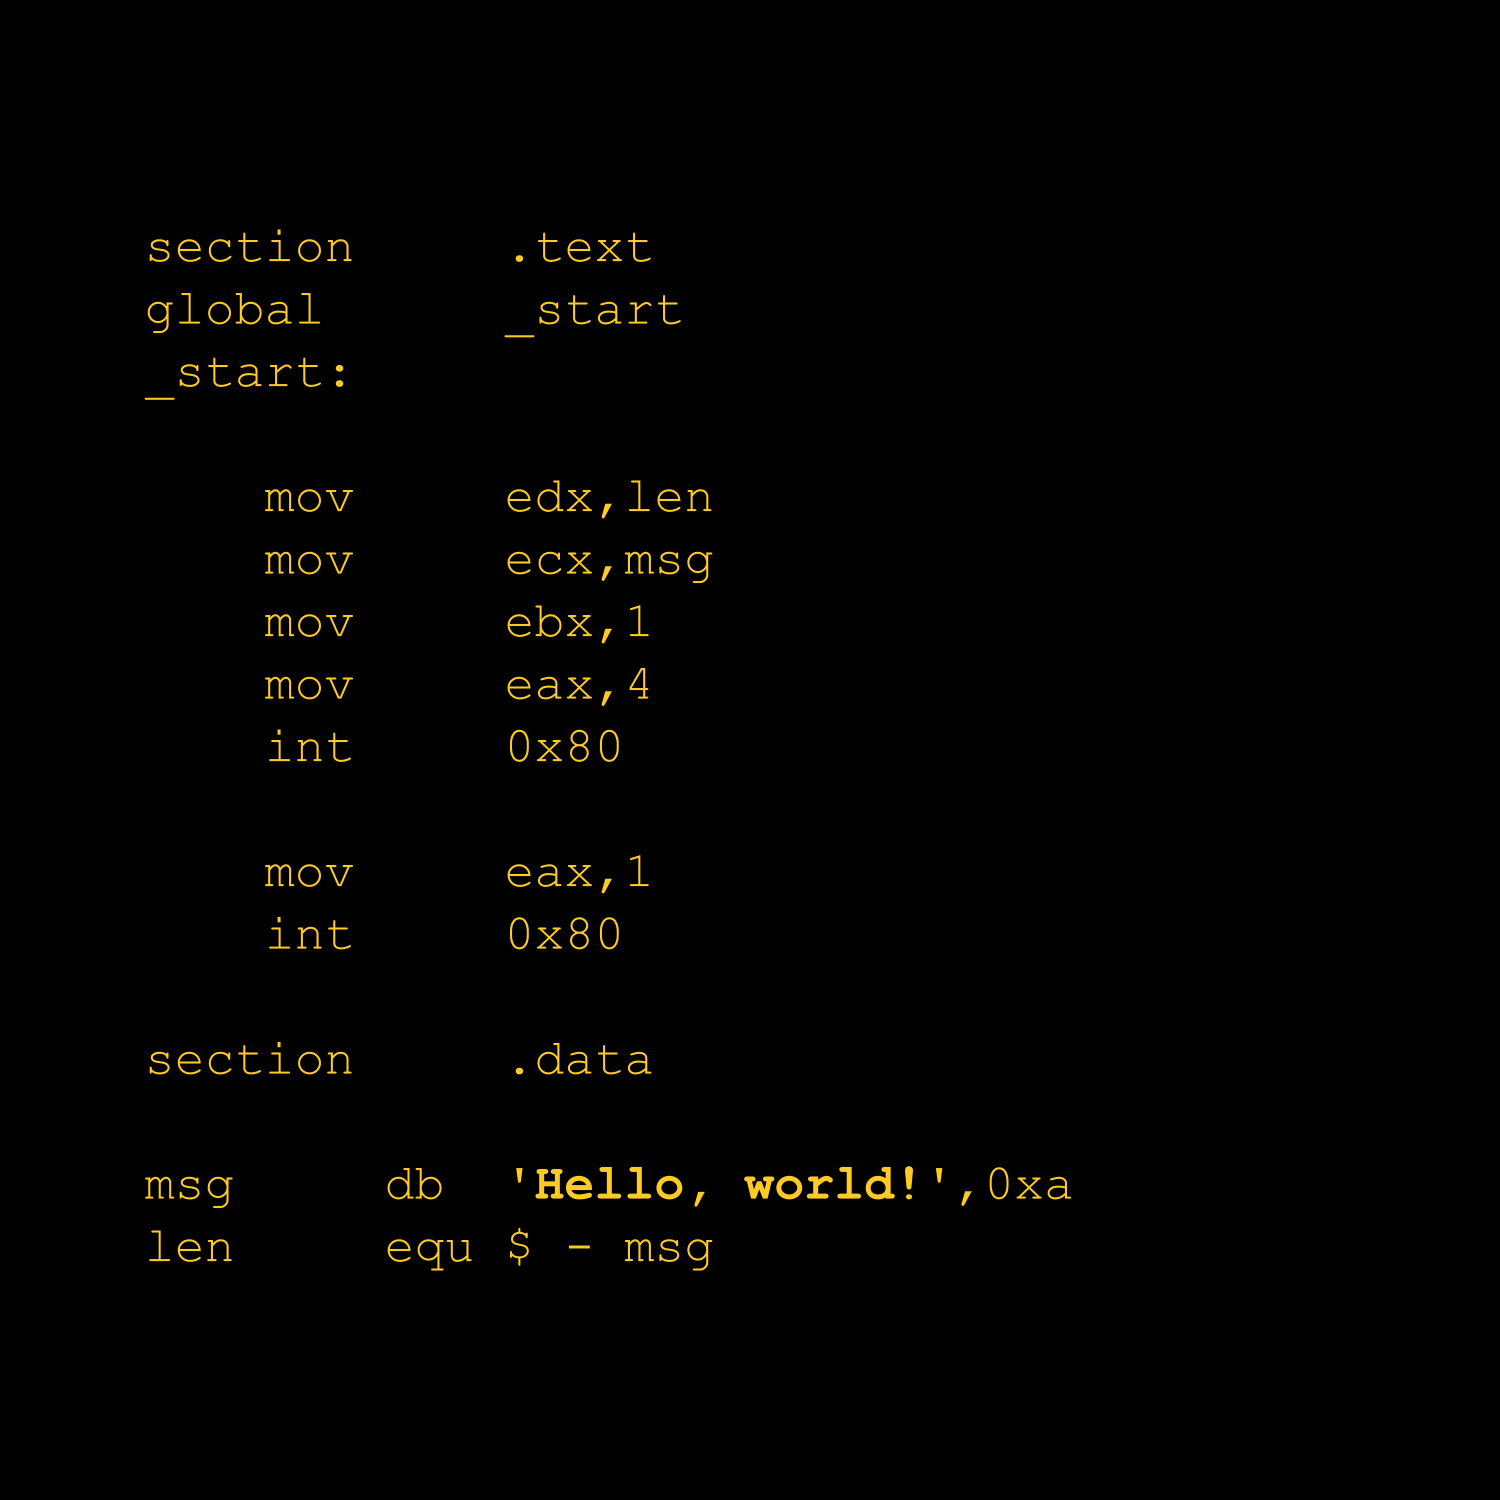 section     .text
global      _start
_start:
    mov     edx,len
    mov     ecx,msg
    mov     ebx,1
    mov     eax,4
    int     0x80
    mov     eax,1
    int     0x80
section     .data
msg     db  'Hello, world!',0xa
len     equ $ - msg